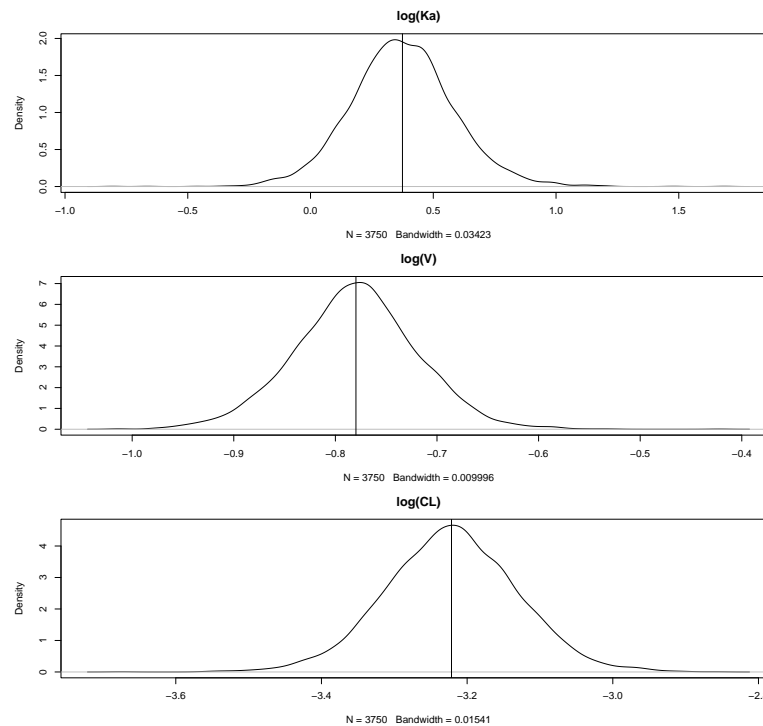 log(Ka)
Density
0.0 0.5 1.0 1.5 2.0
−1.0 −0.5 0.0 0.5 1.0 1.5
N = 3750 Bandwidth = 0.03423
log(V)
Density
0 1 2 3 4 5 6 7
−1.0 −0.9 −0.8 −0.7 −0.6 −0.5 −0.4
N = 3750 Bandwidth = 0.009996
log(CL)
Density
0 1 2 3 4
−3.6 −3.4 −3.2 −3.0
N = 3750 Bandwidth = 0.01541